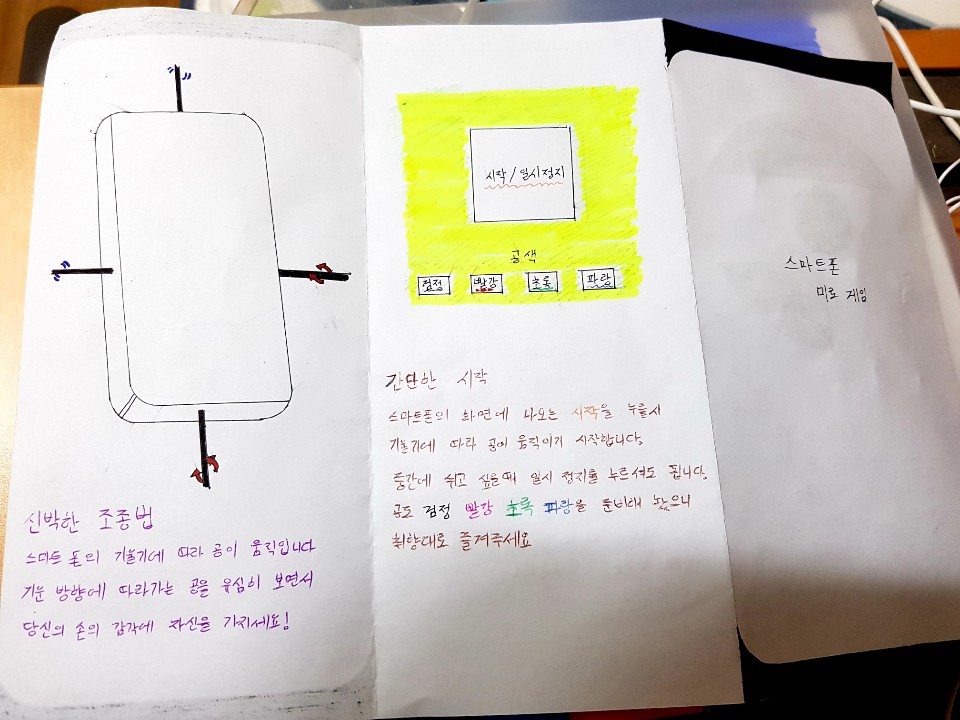 신박한 조종법
스마트 폰의 기울기에 따라 공이 움직입니다
기운 방향에 따라가는 공을 유심히 보면서
당신의 손의 감각에 자신을 가지세요!
시작 / 일시정지
공색
검정 빨강 초록 파랑
간단한 시작
스마트폰의 화면에 나오는 시작을 누를시
기울기에 따라 공이 움직이기 시작합니다.
중간에 쉬고 싶을때 일시 정지를 누르셔도 됩니다.
공도 검정 빨강 초록 파랑을 준비해 놨으니
취향대로 즐겨주세요
스마트폰
미로 게임